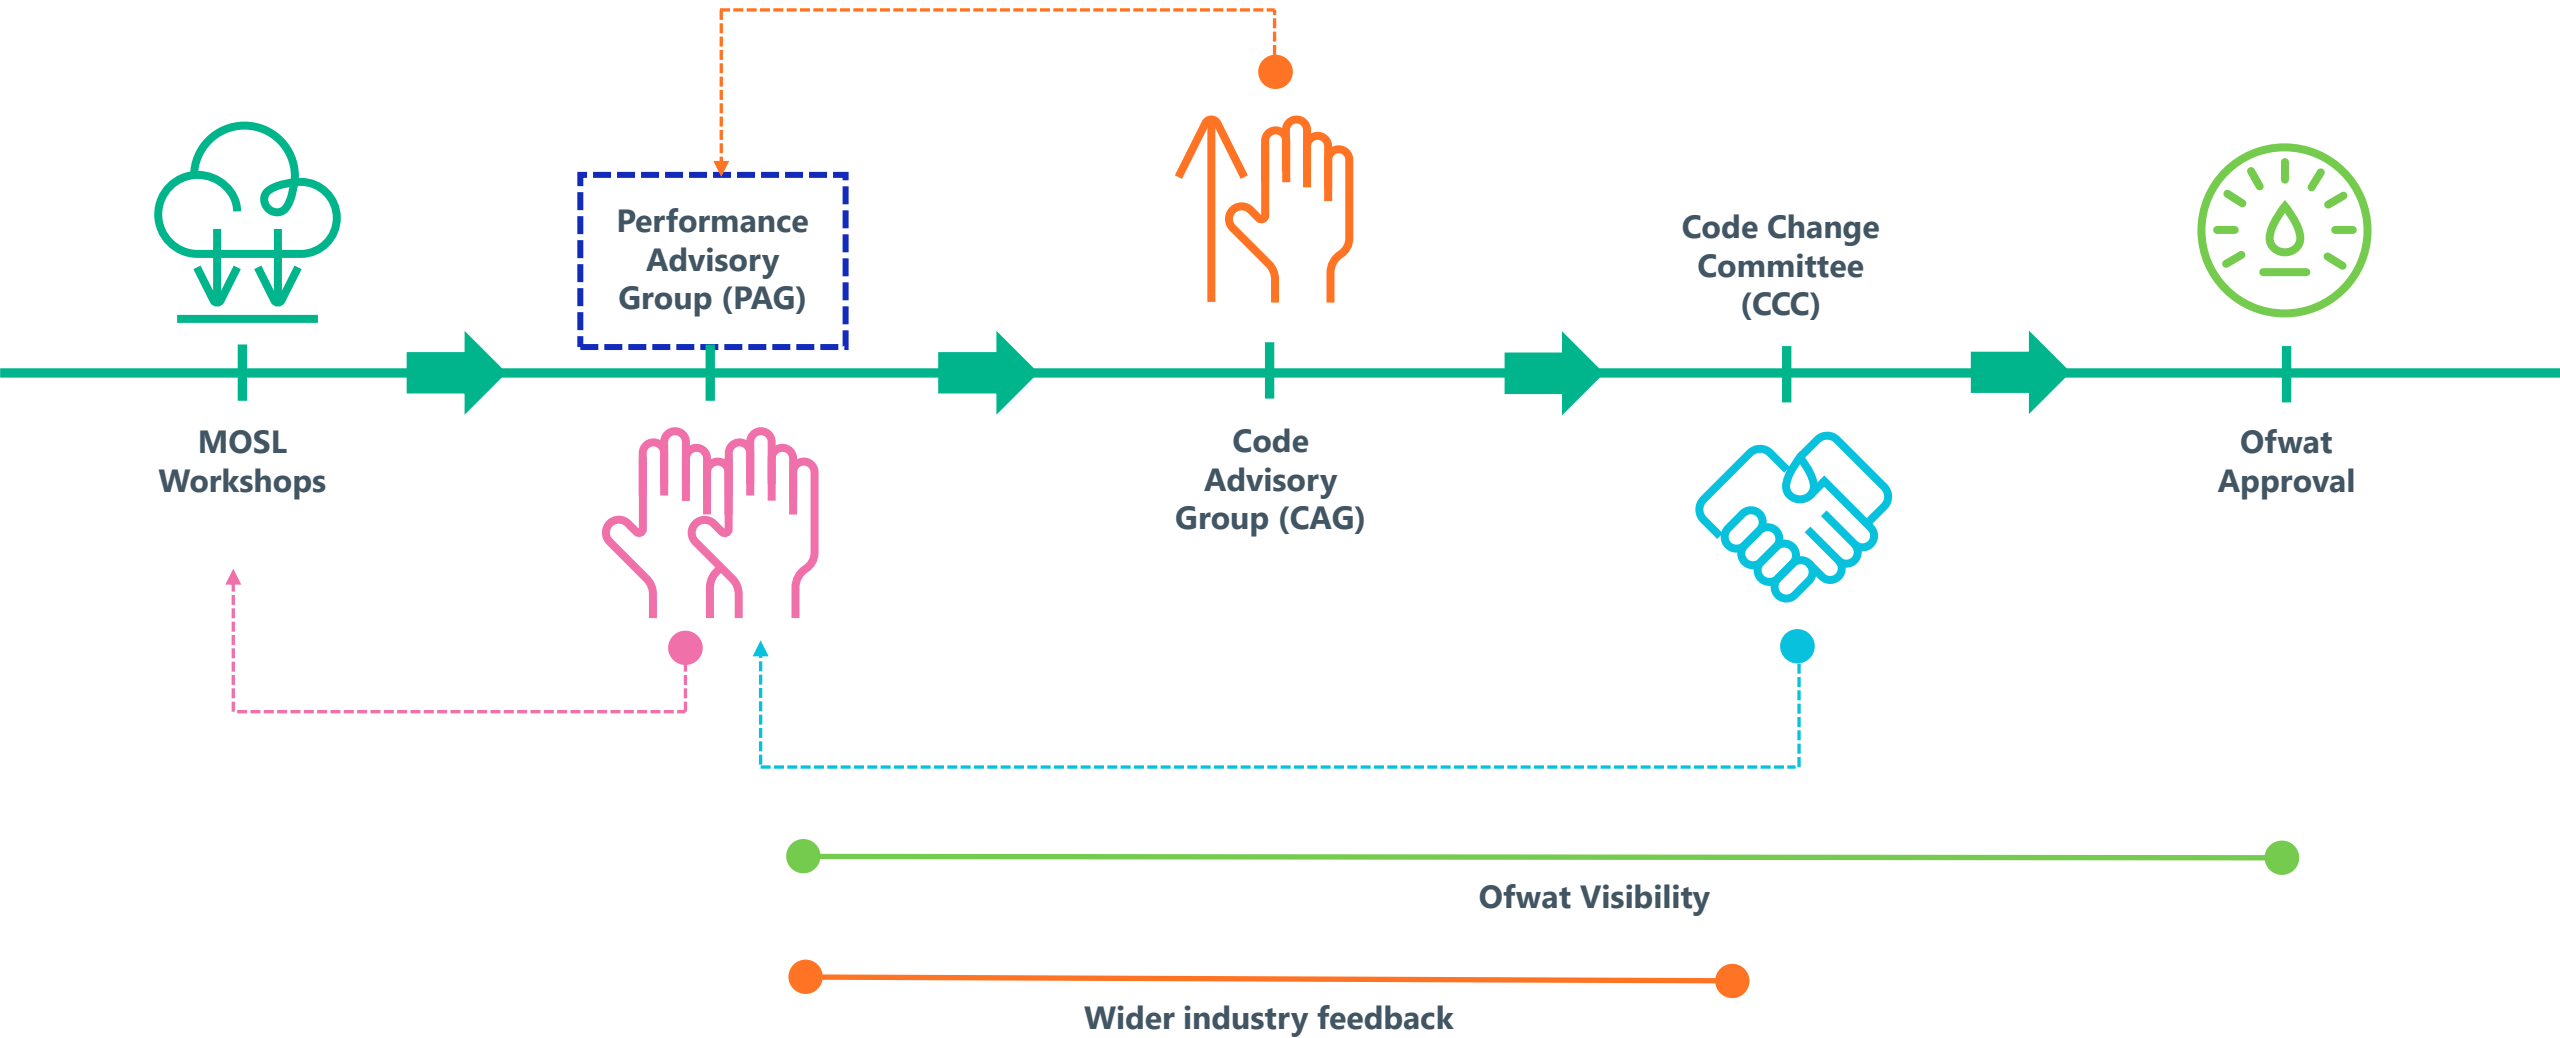 Performance
Advisory
Group (PAG)
Code Change
Committee
(CCC)
MOSL
Workshops
Code
Advisory
Group (CAG)
Ofwat
Approval
Ofwat Visibility
Wider industry feedback